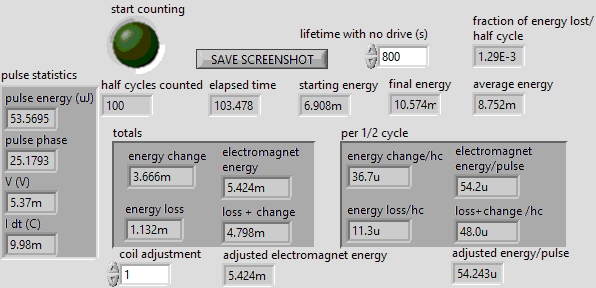 start counting
lifetime with no drive (s)
fraction of energy lost/
half cycle
SAVE SCREENSHOT
800
1.29E-3
pulse statistics
half cycles counted
elapsed time
starting energy
final energy
average energy
100
103.478
6.908m
10.574m
8.752m
pulse energy (uJ)
53.5695
pulse phase
25.1793
V (V)
5.37m
I dt (C)
9.98m
totals
energy change
3.666m
electromagnet
energy
5.424m
energy loss
1.132m
loss + change
4.798m
per 1/2 cycle
energy change/hc
36.7u
electromagnet
energy/pulse
54.2u
energy loss/hc
11.3u
loss+change /hc
48.0u
coil adjustment
1
adjusted electromagnet energy
5.424m
adjusted energy/pulse
54.243u